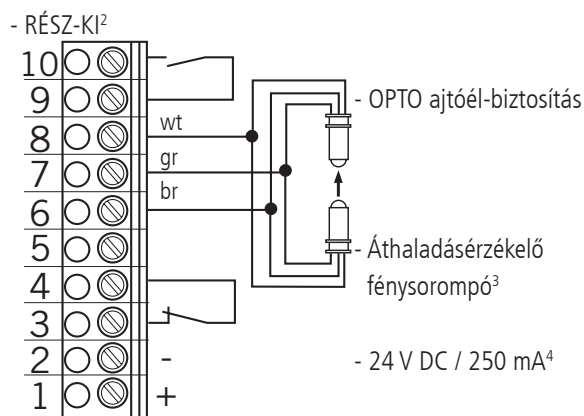 - RÉSZ-KI²
10
9
8 wt
7 gr
6 br
5
4
3
2 -
1 +
- OPTO ajtóél-biztosítás
- Áthaladásérzékelő
fénysorompó³
- 24 V DC / 250 mA⁴